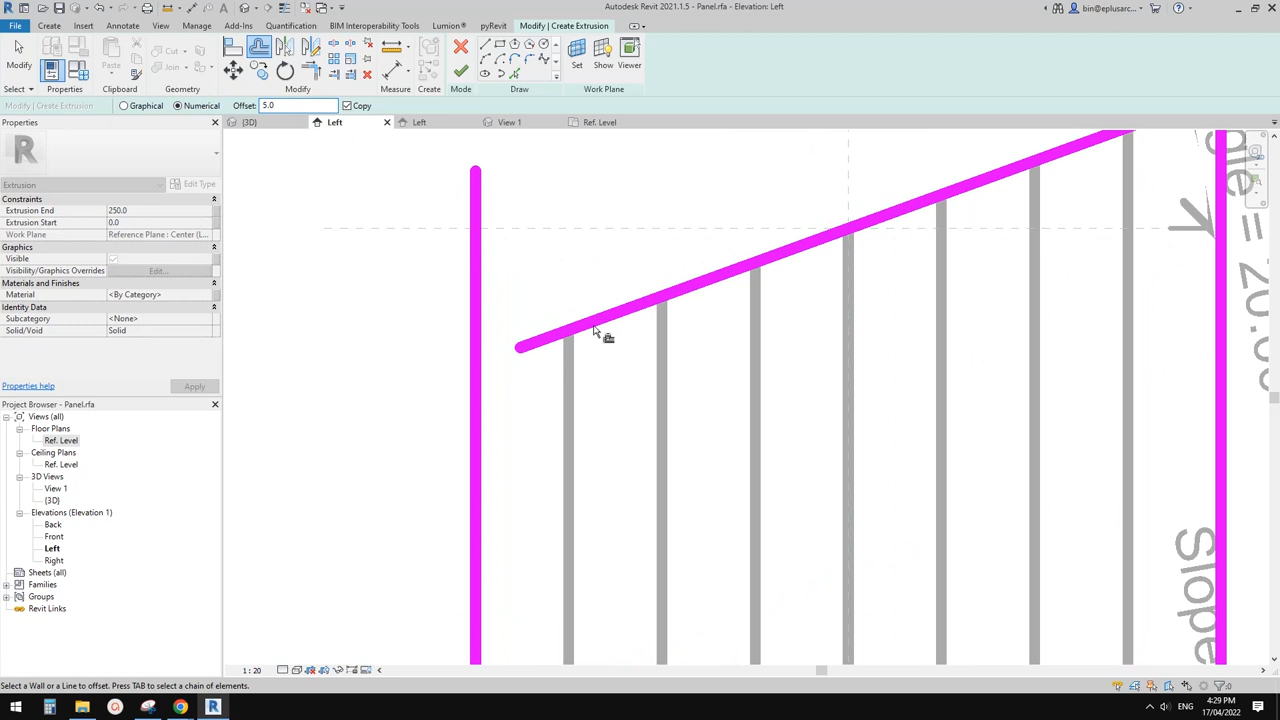 Autodesk Revit 2021.1.5 - Panel.rfa - Elevation: Left
bin@eplusarc...
File Create Insert Annotate View Manage Add-Ins Quantification BIM Interoperability Tools Lumion® pyRevit Modify | Create Extrusion
Modify Paste Cut Join Set Show Viewer
Select Properties Clipboard Geometry Modify Measure Create Mode Draw Work Plane
Modify | Create Extrusion Graphical Numerical Offset: 5.0 Copy
Properties
{3D} Left Left View 1 Ref. Level
Extrusion Edit Type
Constraints
Extrusion End 250.0
Extrusion Start 0.0
Work Plane Reference Plane : Center (L...
Graphics
Visible
Visibility/Graphics Overrides Edit...
Materials and Finishes
Material <By Category>
Identity Data
Subcategory <None>
Solid/Void Solid
Properties help Apply
Project Browser - Panel.rfa
Views (all)
Floor Plans
Ref. Level
Ceiling Plans
Ref. Level
3D Views
View 1
{3D}
Elevations (Elevation 1)
Back
Front
Left
Right
Sheets (all)
Families
Groups
Revit Links
Slope
1 : 20
Select a Wall or a Line to offset. Press TAB to select a chain of elements.
:0
ENG
4:29 PM
17/04/2022